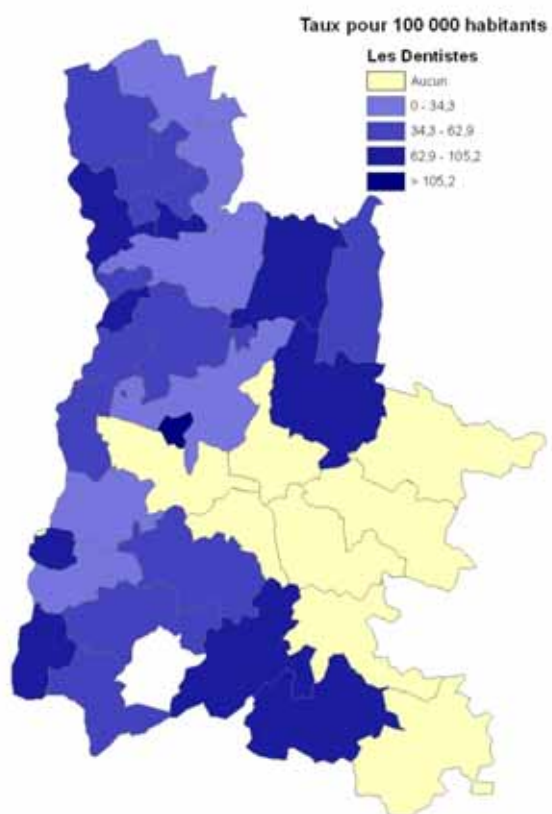 Taux pour 100 000 habitants
Les Dentistes
Aucun
0 - 34,3
34,3 - 62,9
62,9 - 105,2
> 105,2